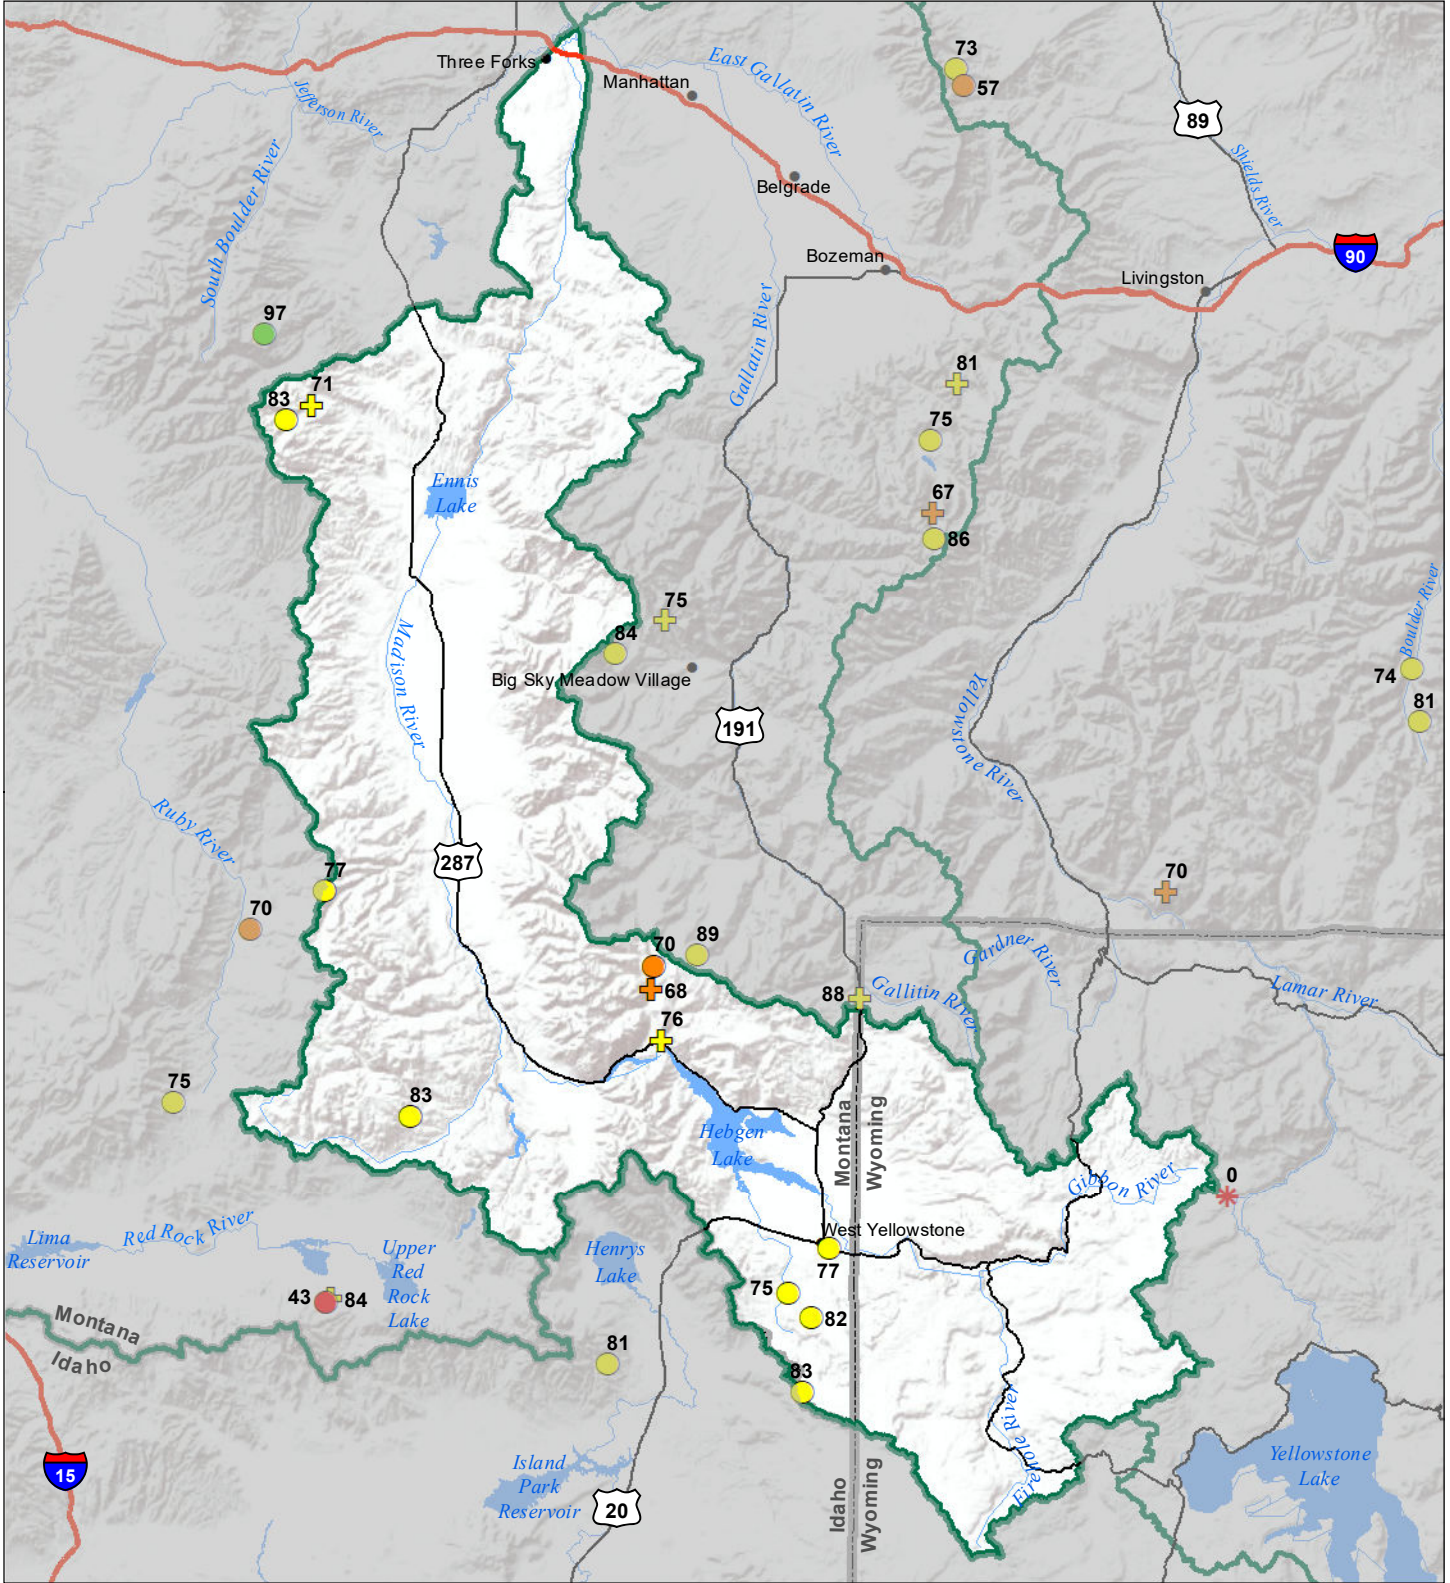 Three Forks
Manhattan
East Gallatin River
73
57
89
Jefferson River
Shields River
South Boulder River
Belgrade
Bozeman
90
Livingston
97
Gallatin River
71
83
81
75
Ennis
Lake
67
86
75
84
Big Sky Meadow Village
Madison River
191
Boulder River
74
81
Yellowstone River
Ruby River
287
77
70
70
89
70
68
88
Gallitin River
Gardner River
Lamar River
76
75
83
Hebgen
Lake
Montana
Wyoming
Gibbon River
0
West Yellowstone
77
Lima
Reservoir
Red Rock River
Upper
Red
Rock
Lake
Henrys
Lake
43
84
75
82
Montana
Idaho
81
83
Firehole River
15
Island
Park
Reservoir
20
Idaho
Wyoming
Yellowstone
Lake